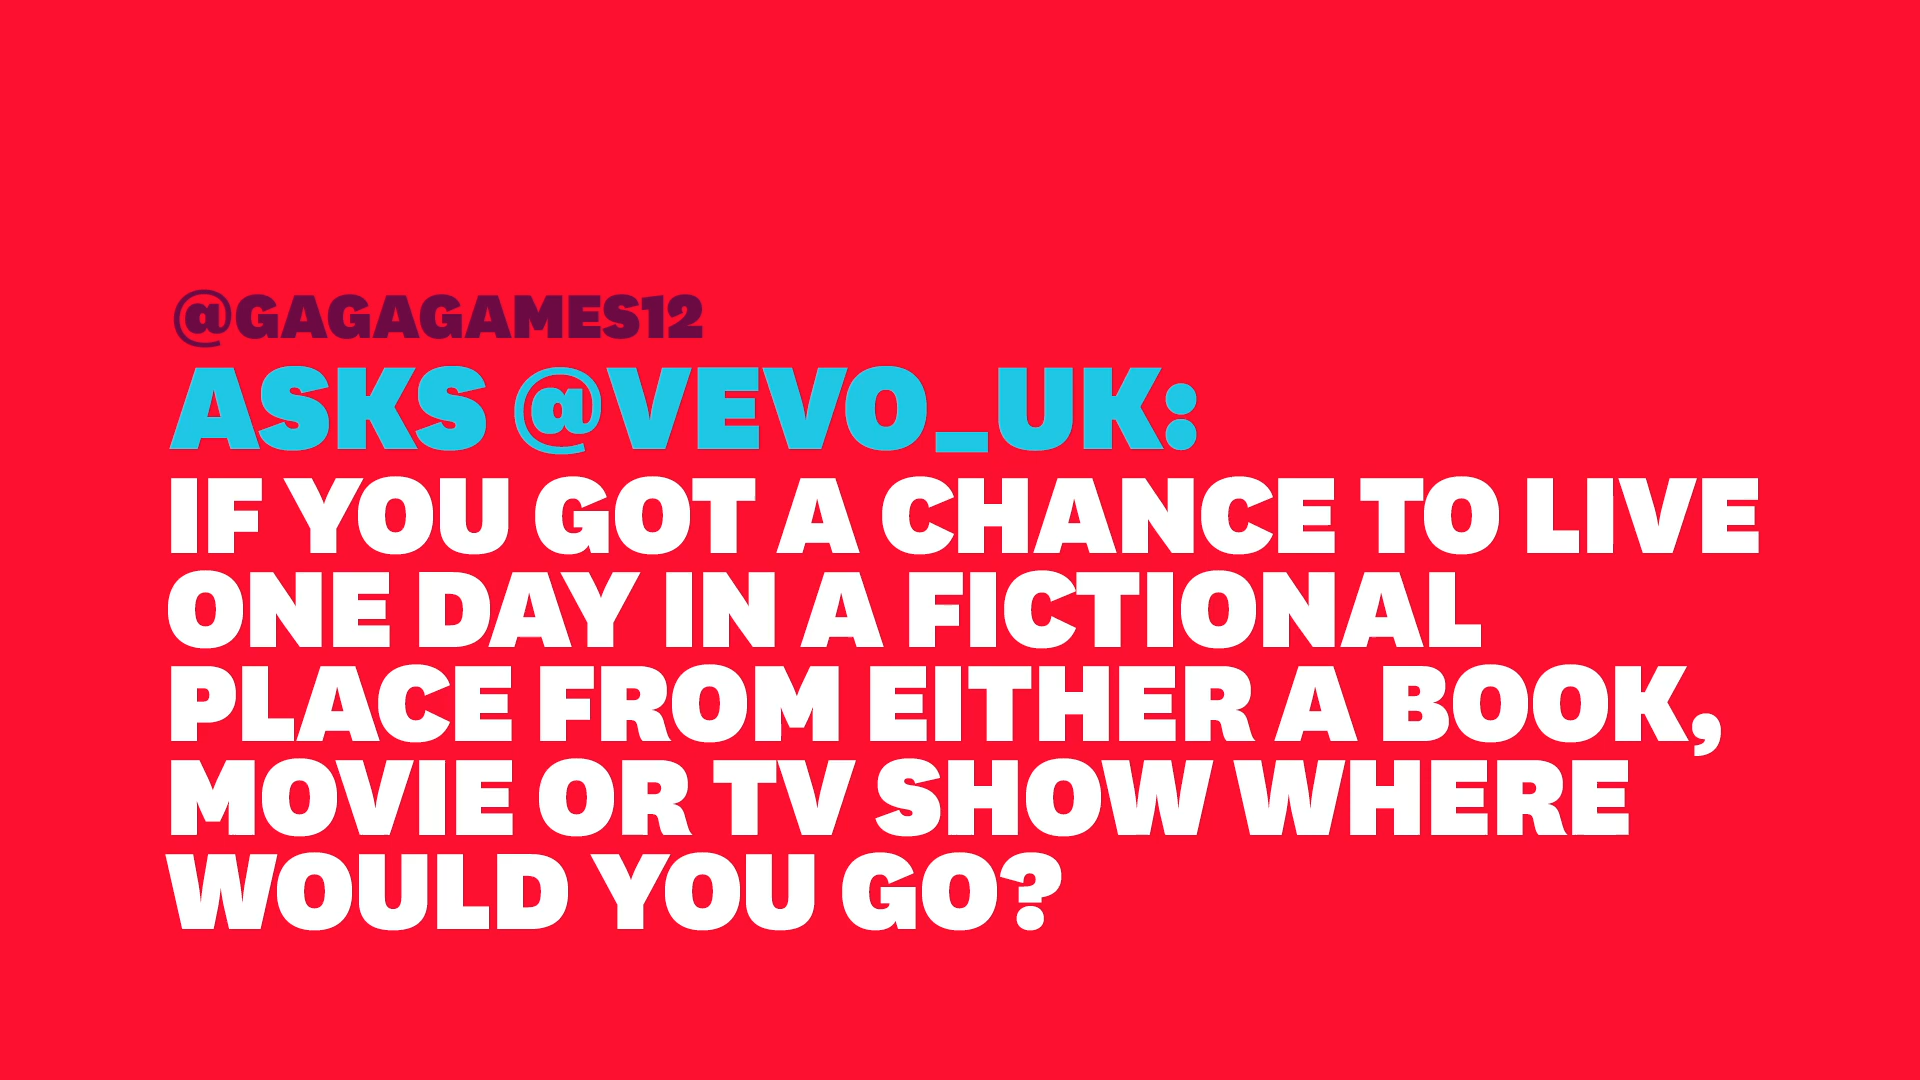 @GAGAGAMES12
ASKS @VEVO_UK:
IF YOU GOT A CHANCE TO LIVE
ONE DAY IN A FICTIONAL
PLACE FROM EITHER A BOOK,
MOVIE OR TV SHOW WHERE
WOULD YOU GO?